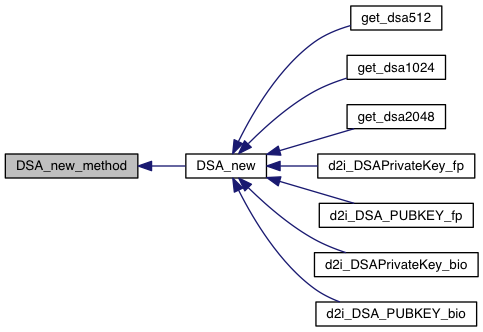 get_dsa512
get_dsa1024
get_dsa2048
DSA_new_method
DSA_new
d2i_DSAPrivateKey_fp
d2i_DSA_PUBKEY_fp
d2i_DSAPrivateKey_bio
d2i_DSA_PUBKEY_bio